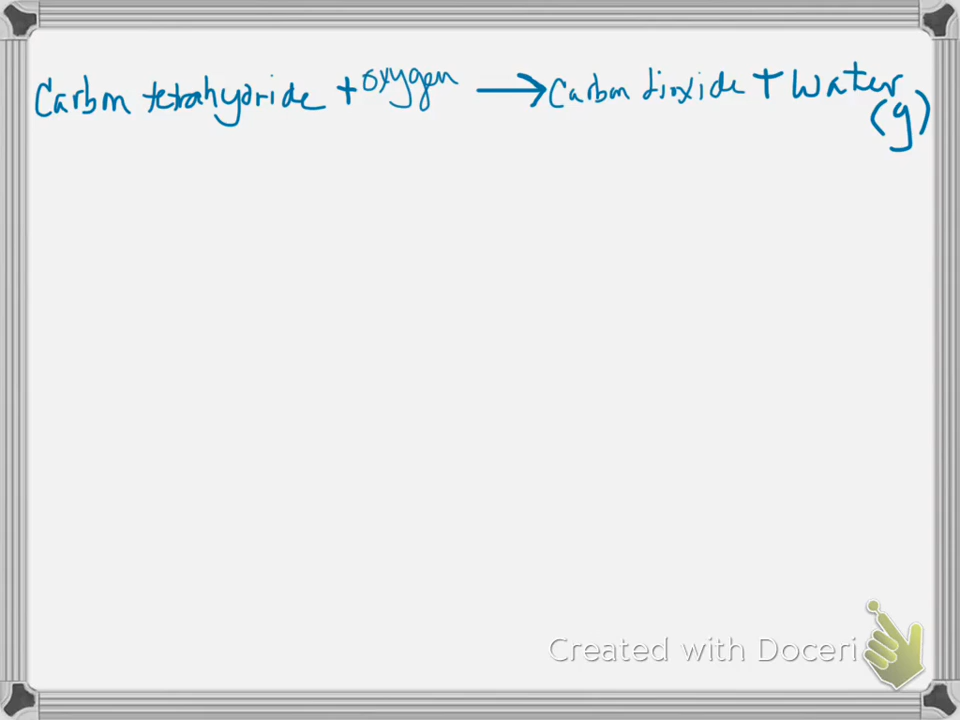 Carbon tetrahydride + oxygen → Carbon dioxide + Water
(g)
Created with Doceri